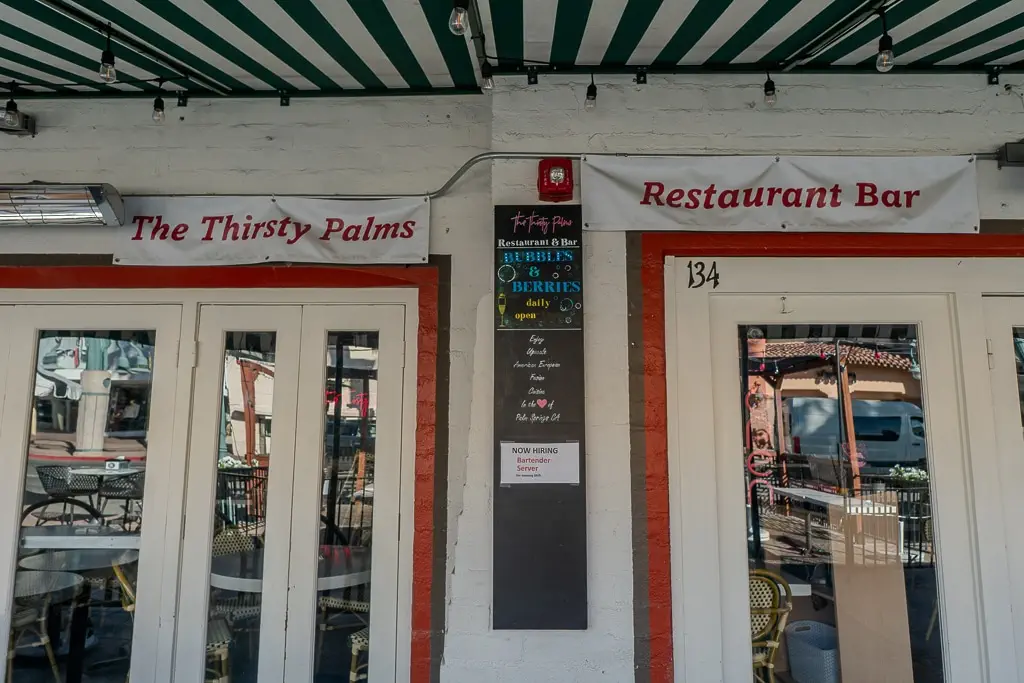 The Thirsty Palms
Restaurant Bar
134
The Thirsty Palms
Restaurant & Bar
BUBBLES
&
BERRIES
daily
open
Enjoy
Upscale
American European
Fusion
Cuisine
In the ❤ of
Palm Springs CA
NOW HIRING
Bartender
Server